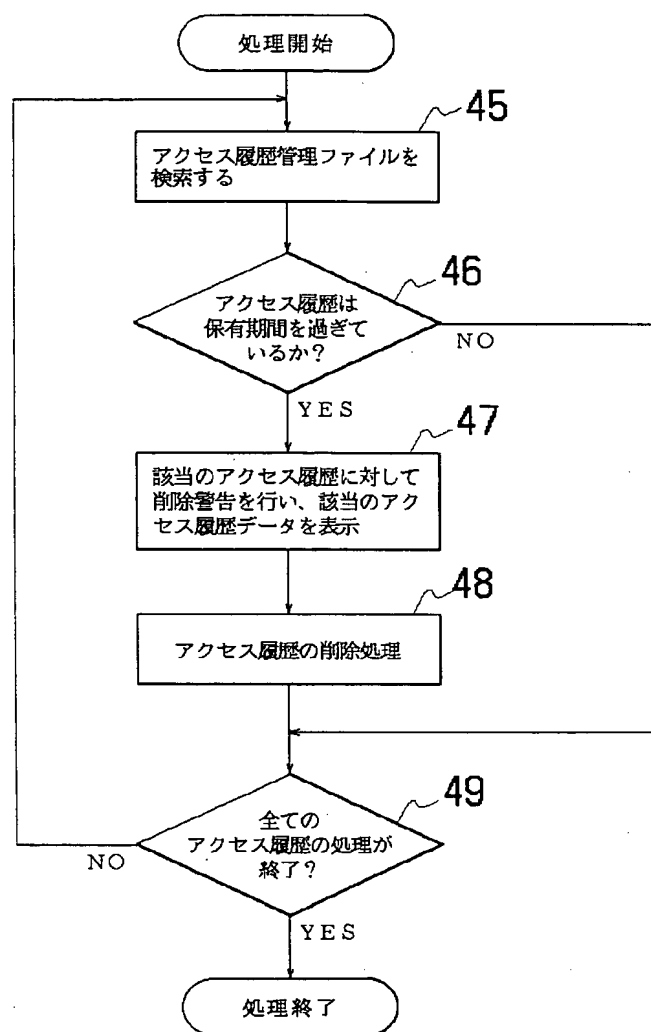 処理開始
45
アクセス履歴管理ファイルを
検索する
46
アクセス履歴は
保有期間を過ぎて
いるか？
NO
YES
47
該当のアクセス履歴に対して
削除警告を行い、該当のアク
セス履歴データを表示
48
アクセス履歴の削除処理
49
全ての
アクセス履歴の処理が
終了？
NO
YES
処理終了